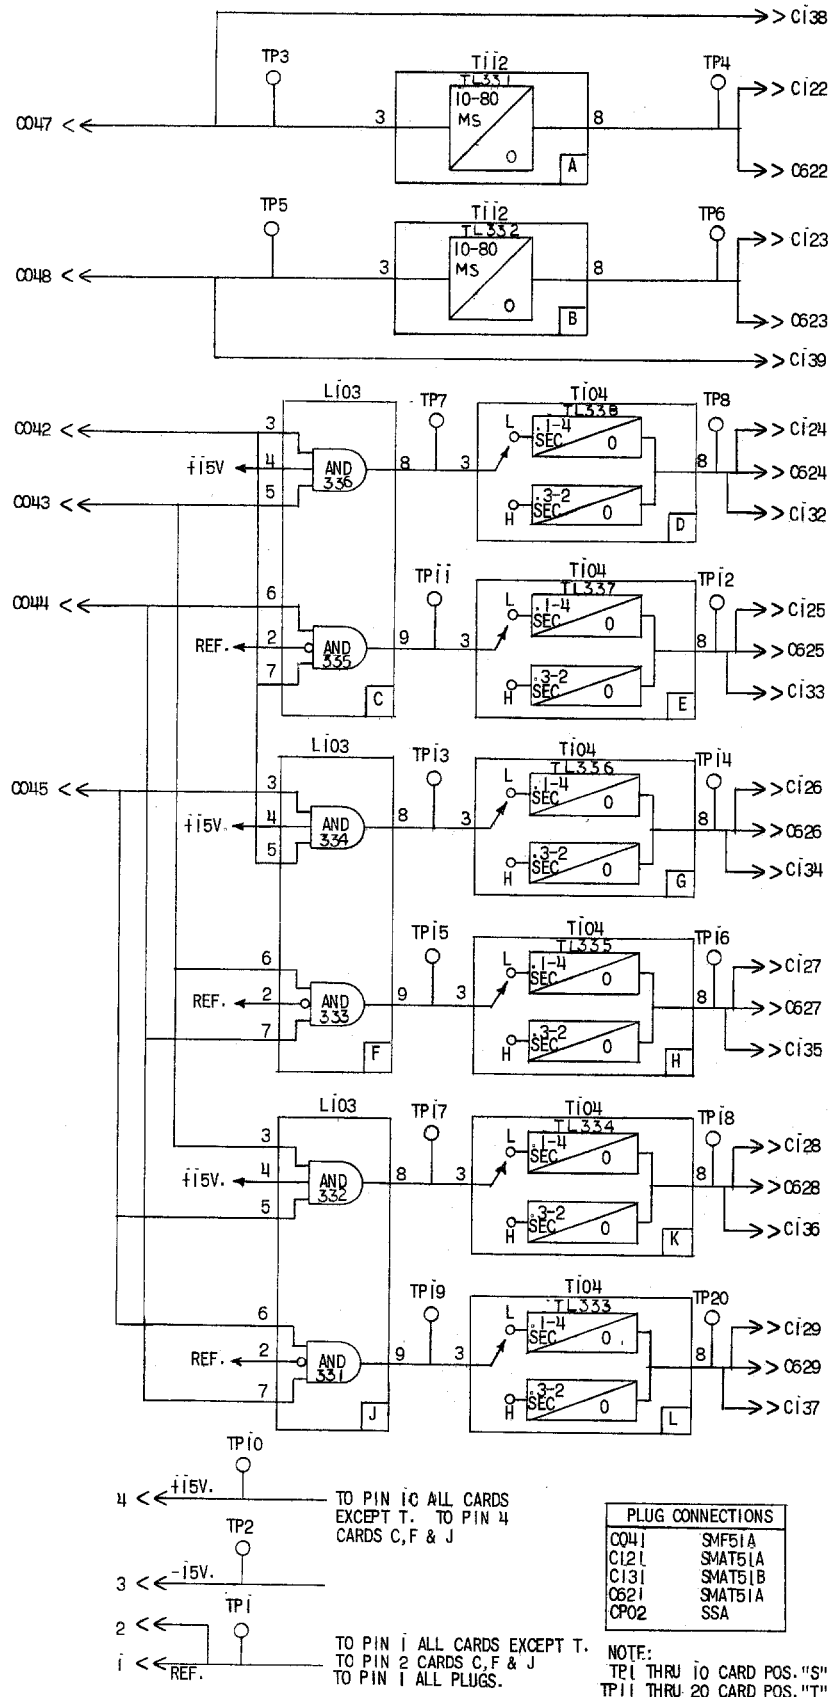 C138
TP3
T112
TL331
10-80
MS
O
A
3
8
TP4
C122
C047
C622
TP5
T112
TL332
10-80
MS
O
B
3
8
TP6
C123
C048
C623
C139
L103
TP7
T104
TL338
TP8
C042
3
L
.1-4
SEC
O
C124
+15V
4
AND
336
8
3
8
C624
C043
5
H
.3-2
SEC
O
D
C132
TP11
T104
TL337
TP12
C044
6
L
.1-4
SEC
O
C125
REF.
2
AND
335
9
3
8
C625
7
C
H
.3-2
SEC
O
E
C133
L103
TP13
T104
TL336
TP14
C045
3
L
.1-4
SEC
O
C126
+15V.
4
AND
334
8
3
8
C626
5
H
.3-2
SEC
O
G
C134
TP15
T104
TL335
TP16
6
L
.1-4
SEC
O
C127
REF.
2
AND
333
9
3
8
C627
7
F
H
.3-2
SEC
O
H
C135
L103
TP17
T104
TL334
TP18
3
L
.1-4
SEC
O
C128
+15V.
4
AND
332
8
3
8
C628
5
H
.3-2
SEC
O
K
C136
TP19
T104
TL333
TP20
6
L
.1-4
SEC
O
C129
REF.
2
AND
331
9
3
8
C629
7
J
H
.3-2
SEC
O
L
C137
TP10
4 +15V.
TO PIN 10 ALL CARDS
EXCEPT T. TO PIN 4
CARDS C,F & J
TP2
3 -15V.
2
TP1
1 REF.
TO PIN 1 ALL CARDS EXCEPT T.
TO PIN 2 CARDS C,F & J
TO PIN 1 ALL PLUGS.
PLUG CONNECTIONS
C041 SMF51A
C121 SMAT51A
C131 SMAT51B
C621 SMAT51A
CP02 SSA
NOTE:
TP1 THRU 10 CARD POS. "S"
TP11 THRU 20 CARD POS. "T"